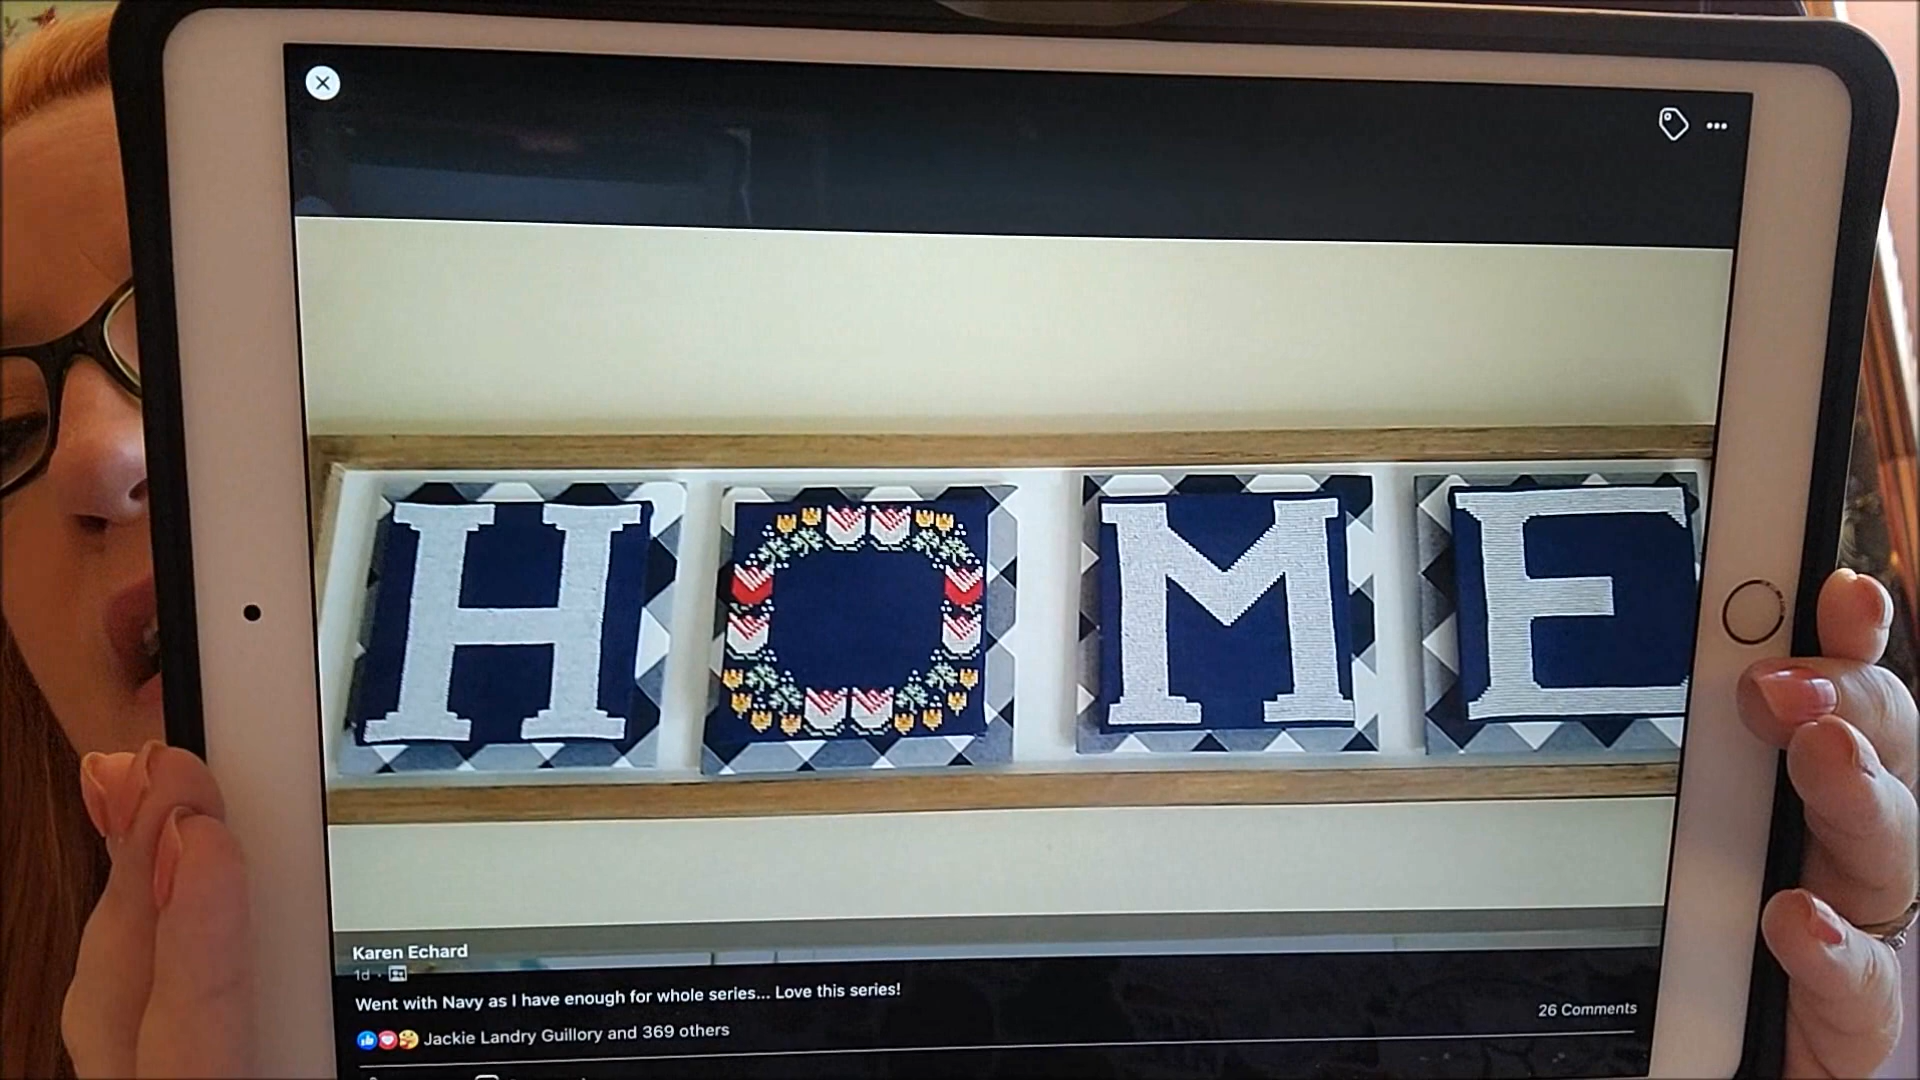 H O M E
Karen Echard
1d ·
Went with Navy as I have enough for whole series... Love this series!
26 Comments
Jackie Landry Guillory and 369 others